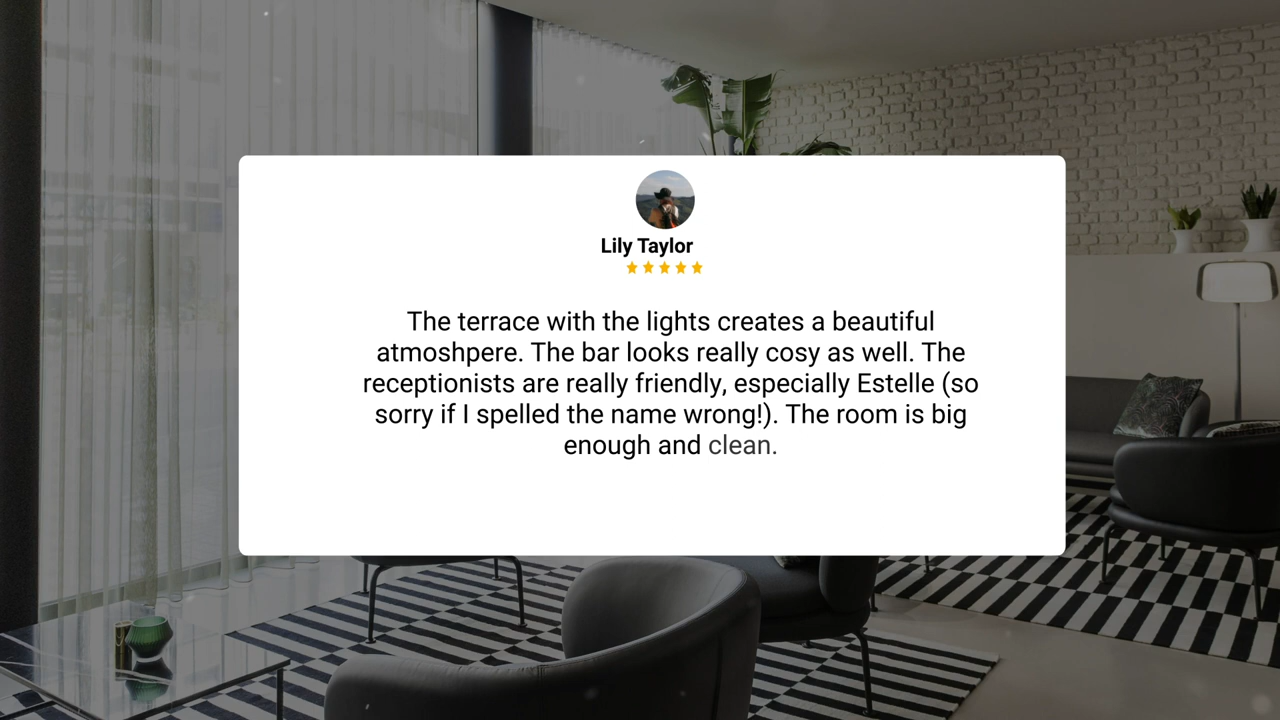 Lily Taylor
The terrace with the lights creates a beautiful
atmoshpere. The bar looks really cosy as well. The
receptionists are really friendly, especially Estelle (so
sorry if I spelled the name wrong!). The room is big
enough and clean.